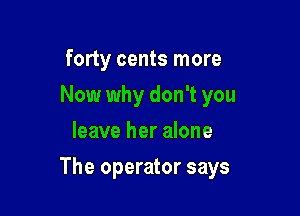 forty cents more
Now why don't you
leave her alone
The operator says